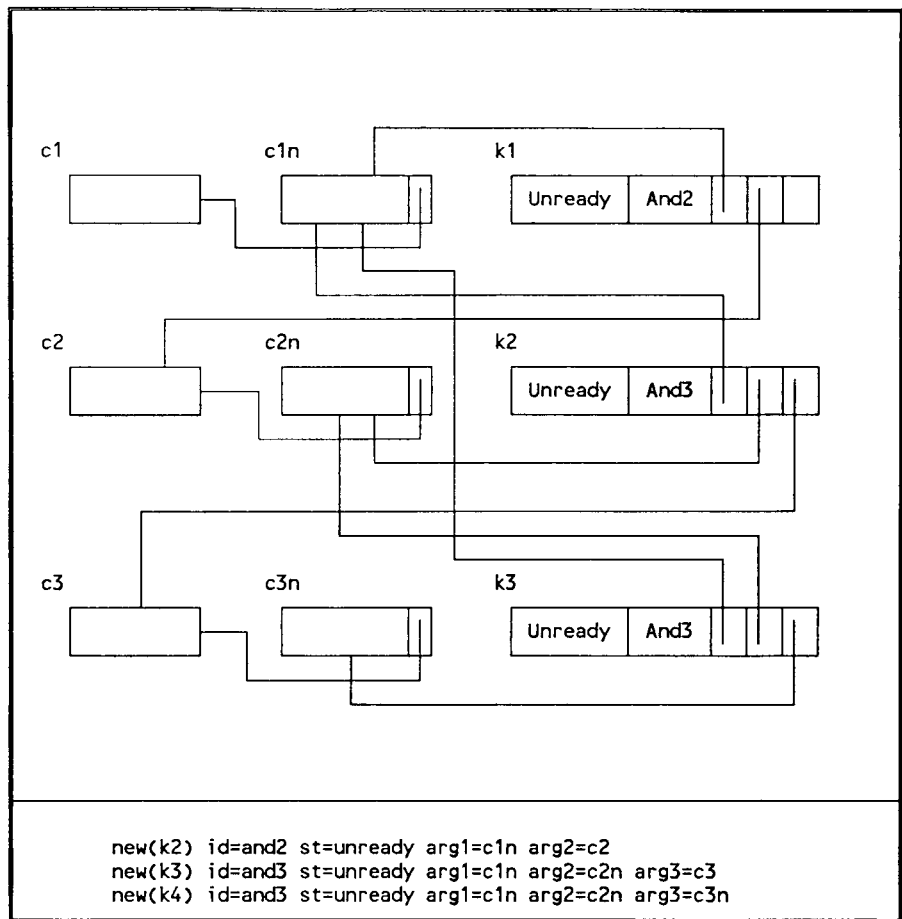 c1 c1n k1
Unready And2
c2 c2n k2
Unready And3
c3 c3n k3
Unready And3
new(k2) id=and2 st=unready arg1=c1n arg2=c2
new(k3) id=and3 st=unready arg1=c1n arg2=c2n arg3=c3
new(k4) id=and3 st=unready arg1=c1n arg2=c2n arg3=c3n